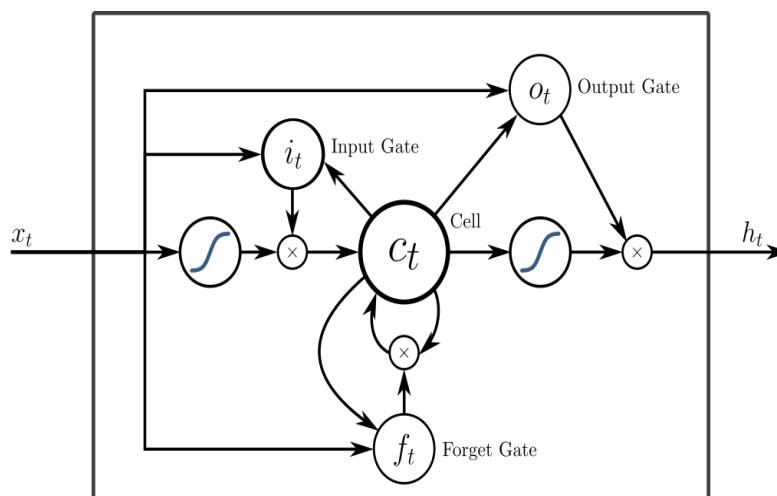 o_t Output Gate
i_t Input Gate
x_t
×
c_t Cell
×
h_t
×
f_t Forget Gate